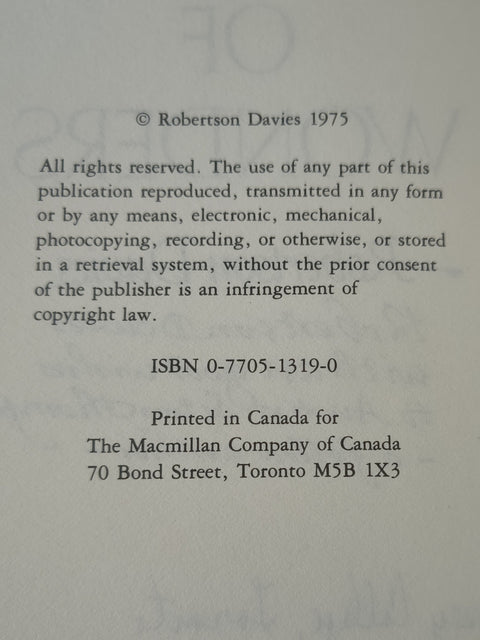 OF
WONDERS
© Robertson Davies 1975
All rights reserved. The use of any part of this
publication reproduced, transmitted in any form
or by any means, electronic, mechanical,
photocopying, recording, or otherwise, or stored
in a retrieval system, without the prior consent
of the publisher is an infringement of
copyright law.
ISBN 0-7705-1319-0
Printed in Canada for
The Macmillan Company of Canada
70 Bond Street, Toronto M5B 1X3